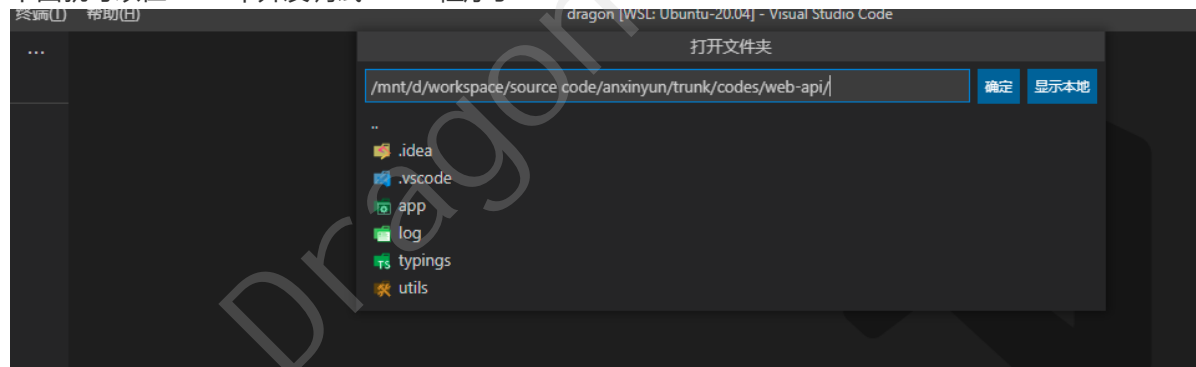 终端(T) 帮助(H) dragon [WSL: Ubuntu-20.04] - Visual Studio Code
··· 打开文件夹
/mnt/d/workspace/source code/anxinyun/trunk/codes/web-api/ 确定 显示本地
..
.idea
.vscode
app
log
TS typings
utils
Dragon